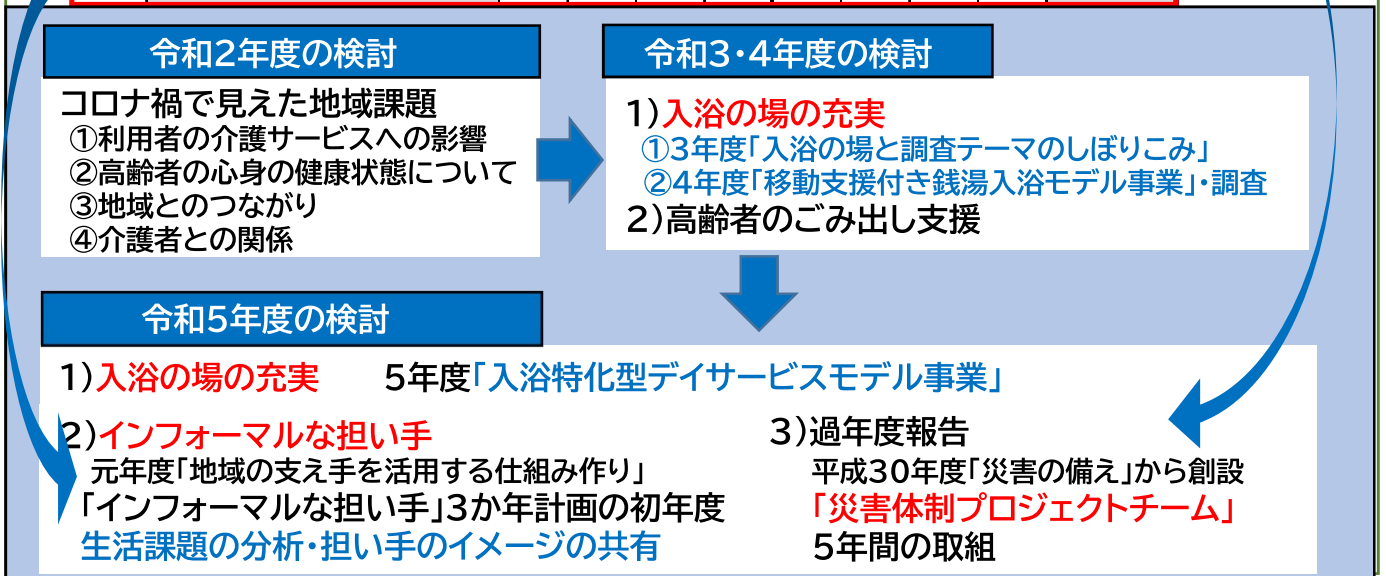 令和2年度の検討
コロナ禍で見えた地域課題
①利用者の介護サービスへの影響
②高齢者の心身の健康状態について
③地域とのつながり
④介護者との関係
令和3・4年度の検討
1)入浴の場の充実
①3年度「入浴の場と調査テーマのしぼりこみ」
②4年度「移動支援付き銭湯入浴モデル事業」・調査
2)高齢者のごみ出し支援
令和5年度の検討
1)入浴の場の充実 5年度「入浴特化型デイサービスモデル事業」
2)インフォーマルな担い手
元年度「地域の支え手を活用する仕組み作り」
「インフォーマルな担い手」3か年計画の初年度
生活課題の分析・担い手のイメージの共有
3)過年度報告
平成30年度「災害の備え」から創設
「災害体制プロジェクトチーム」
5年間の取組